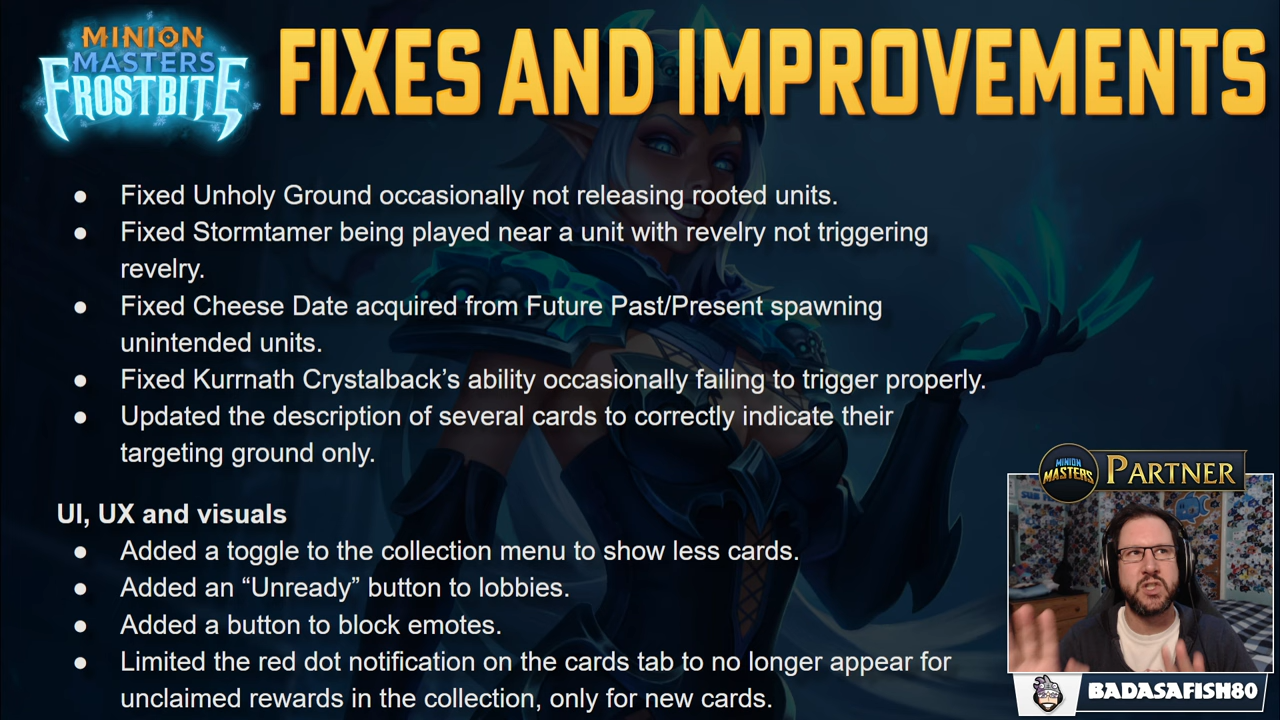 MINION
MASTERS
FROSTBITE
FIXES AND IMPROVEMENTS
● Fixed Unholy Ground occasionally not releasing rooted units.
● Fixed Stormtamer being played near a unit with revelry not triggering
revelry.
● Fixed Cheese Date acquired from Future Past/Present spawning
unintended units.
● Fixed Kurrnath Crystalback’s ability occasionally failing to trigger properly.
● Updated the description of several cards to correctly indicate their
targeting ground only.
UI, UX and visuals
● Added a toggle to the collection menu to show less cards.
● Added an “Unready” button to lobbies.
● Added a button to block emotes.
● Limited the red dot notification on the cards tab to no longer appear for
unclaimed rewards in the collection, only for new cards.
MINION
MASTERS
PARTNER
BADASAFISH80